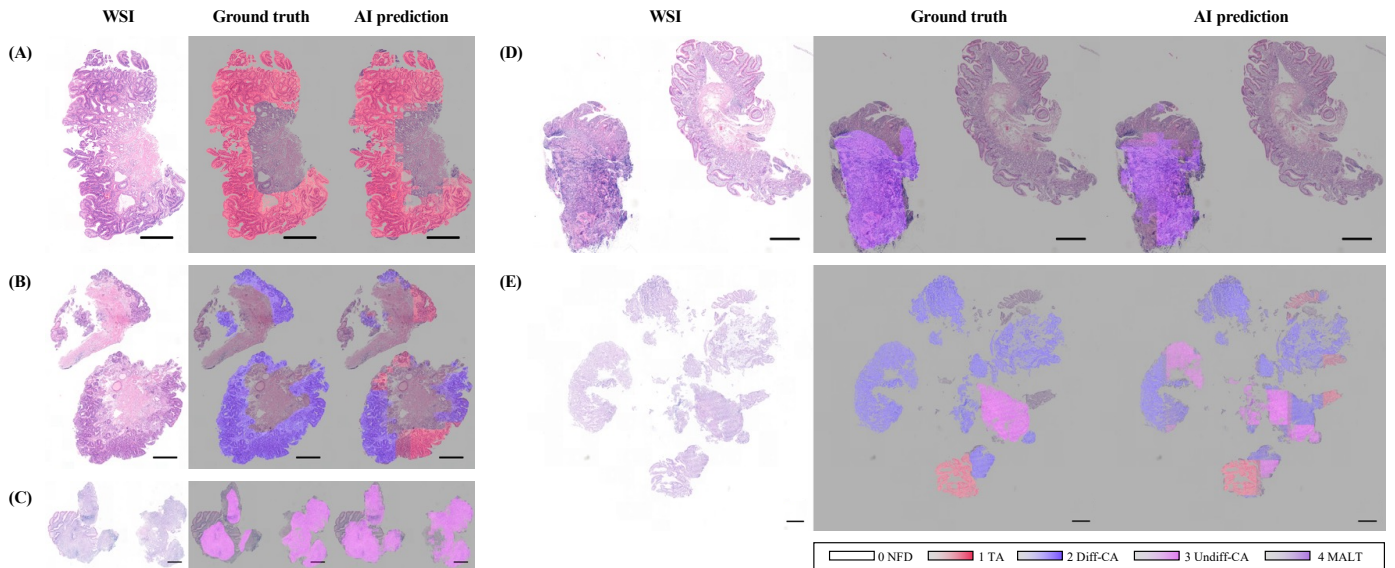 WSI Ground truth AI prediction WSI Ground truth AI prediction
(A)
(D)
(B)
(E)
(C)
0 NFD 1 TA 2 Diff-CA 3 Undiff-CA 4 MALT